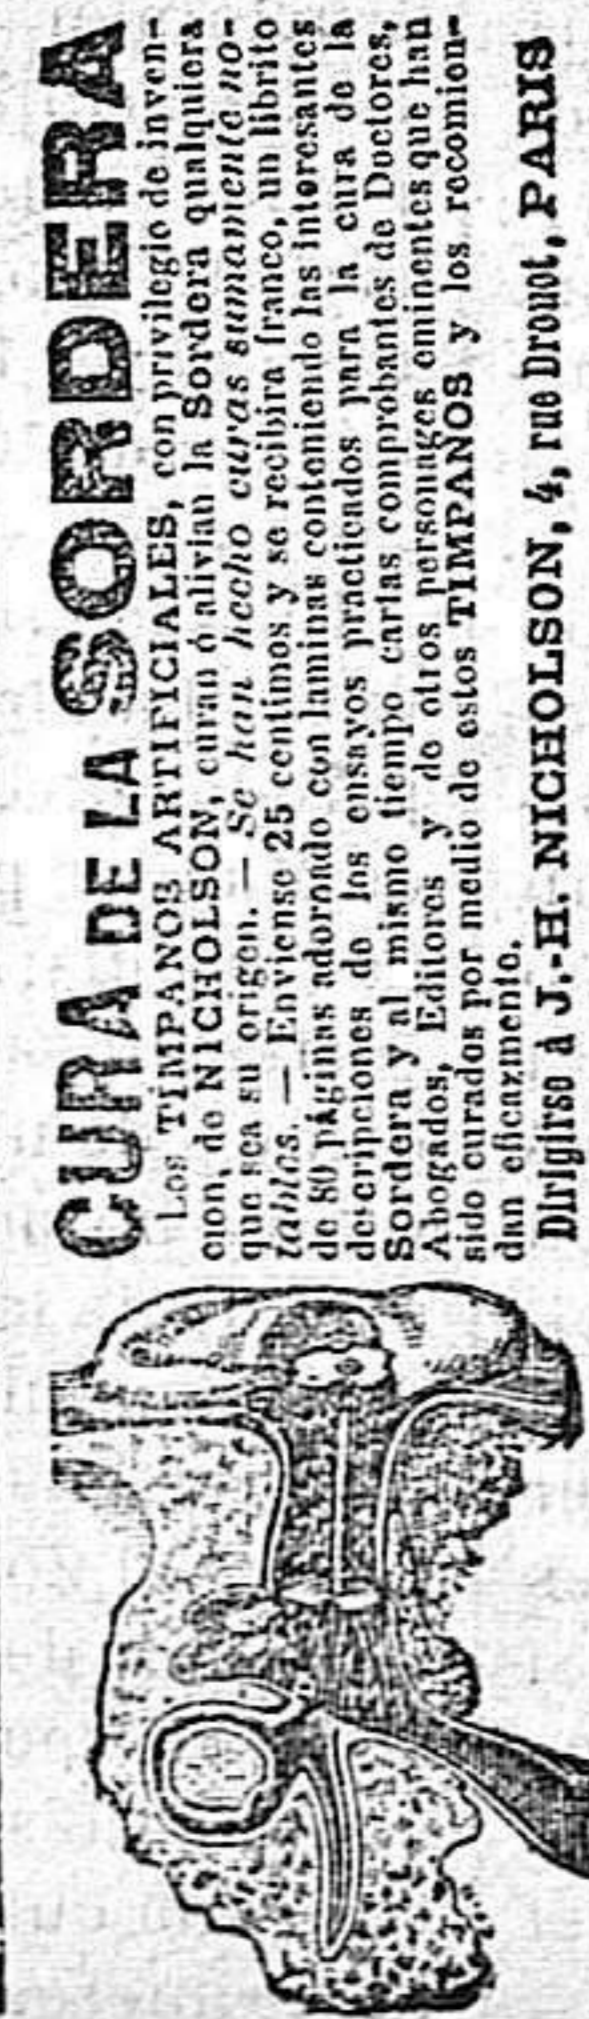 CURA DE LA SORDERA
Los TIMPANOS ARTIFICIALES, con privilegio de inven-
cion, de NICHOLSON, curan ó alivian la Sordera qualquiera
que sea su origen. — Se han hecho curas sumamente no-
tables. — Enviense 25 centimos y se recibira franco, un librito
de 80 páginas adornado con laminas conteniendo las interesantes
descripciones de los ensayos practicados para la cura de la
Sordera y al mismo tiempo cartas comprobantes de Doctores,
Abogados, Editores y de otros personages eminentes que han
sido curados por medio de estos TIMPANOS y los recomien-
dan eficazmente.
Dirigirse á J.-H. NICHOLSON, 4, rue Drouot, PARIS